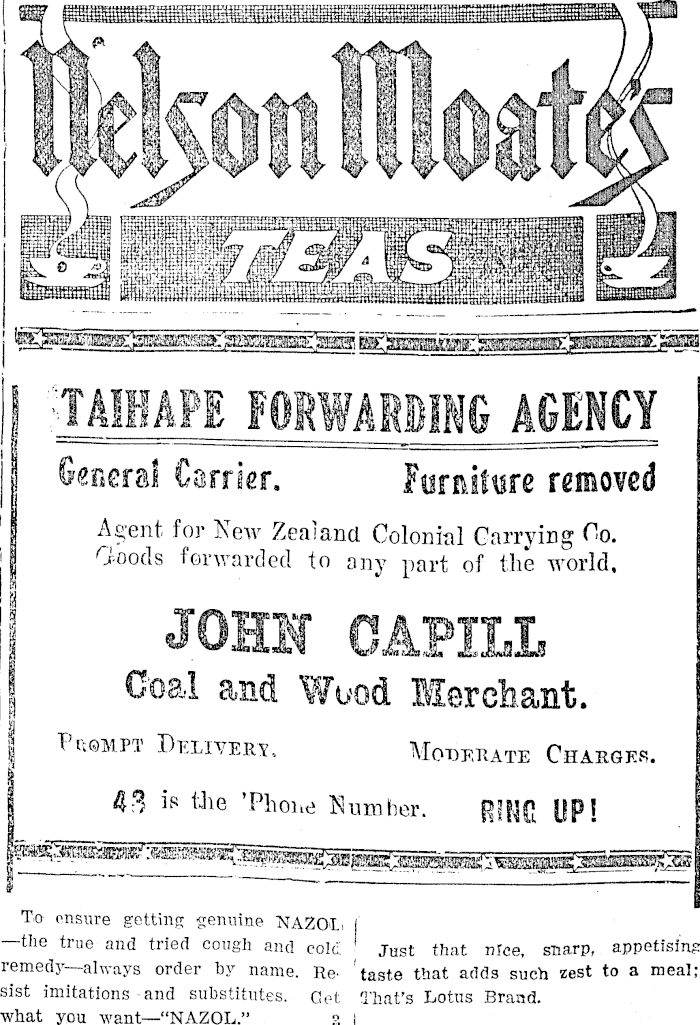 Nelson Moates
TEAS
TAIHAPE FORWARDING AGENCY
General Carrier. Furniture removed
Agent for New Zealand Colonial Carrying Co.
Goods forwarded to any part of the world.
JOHN CAPILL
Coal and Wood Merchant.
PROMPT DELIVERY. MODERATE CHARGES.
43 is the 'Phone Number. RING UP!
To ensure getting genuine NAZOL
—the true and tried cough and cold
remedy—always order by name. Re-
sist imitations and substitutes. Get
what you want—“NAZOL.” 3
Just that nice, sharp, appetising
taste that adds such zest to a meal;
That's Lotus Brand.